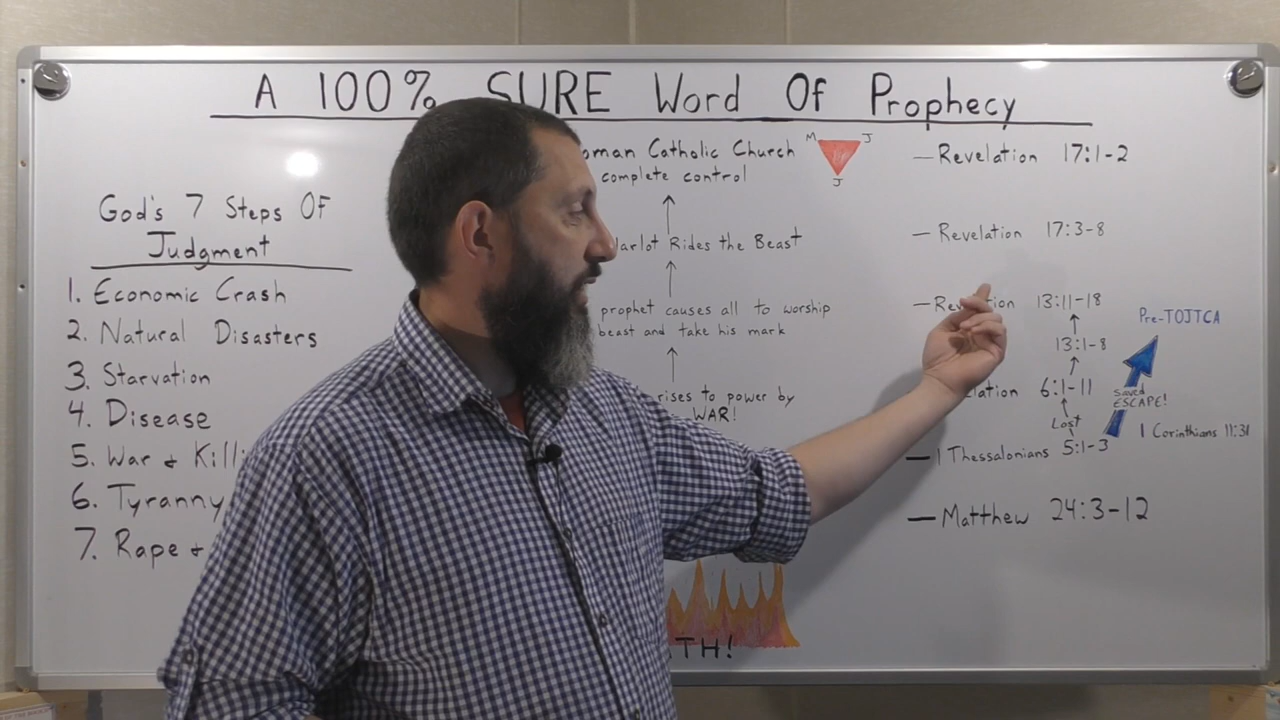 A 100% SURE Word Of Prophecy
God's 7 Steps Of
Judgment
1. Economic Crash
2. Natural Disasters
3. Starvation
4. Disease
5. War + Kill
6. Tyranny
7. Rape +
oman Catholic Church
complete control
M J
J
arlot Rides the Beast
prophet causes all to worship
beast and take his mark
rises to power by
WAR!
TH!
— Revelation 17:1-2
— Revelation 17:3-8
— Revelation 13:11-18
13:1-8
lation 6:1-11
Lost
— 1 Thessalonians 5:1-3
— Matthew 24:3-12
Pre-TOJTCA
Saved
ESCAPE!
1 Corinthians 11:31